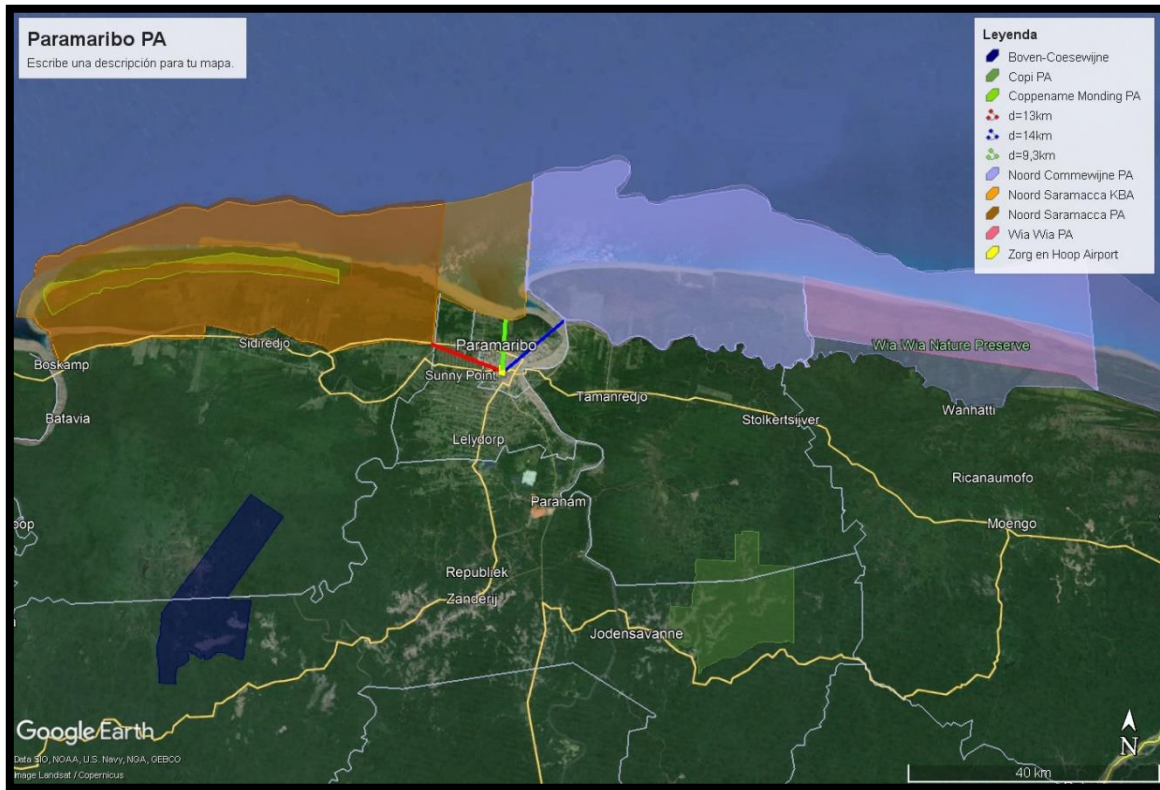 Paramaribo PA
Escribe una descripción para tu mapa.
Leyenda
Boven-Coesewijne
Copi PA
Coppename Monding PA
d=13km
d=14km
d=9,3km
Noord Commewijne PA
Noord Saramacca KBA
Noord Saramacca PA
Wia Wia PA
Zorg en Hoop Airport
Sidiredjo
Paramaribo
Wia Wia Nature Preserve
Boskamp
Sunny Point
Batavia
Tamanredjo
Wanhatti
Stolkertsijver
Lelydorp
Ricanaumofo
Paranam
Moengo
oop
Republiek
Zanderij
Jodensavanne
Google Earth
Data SIO, NOAA, U.S. Navy, NGA, GEBCO
Image Landsat / Copernicus
N
40 km